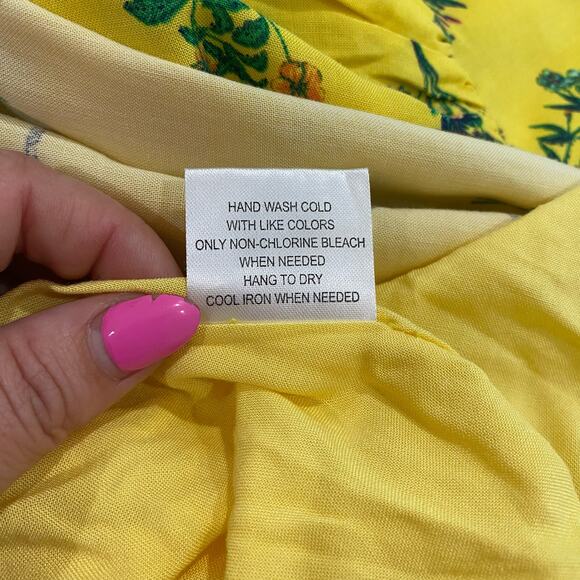 HAND WASH COLD
WITH LIKE COLORS
ONLY NON-CHLORINE BLEACH
WHEN NEEDED
HANG TO DRY
COOL IRON WHEN NEEDED